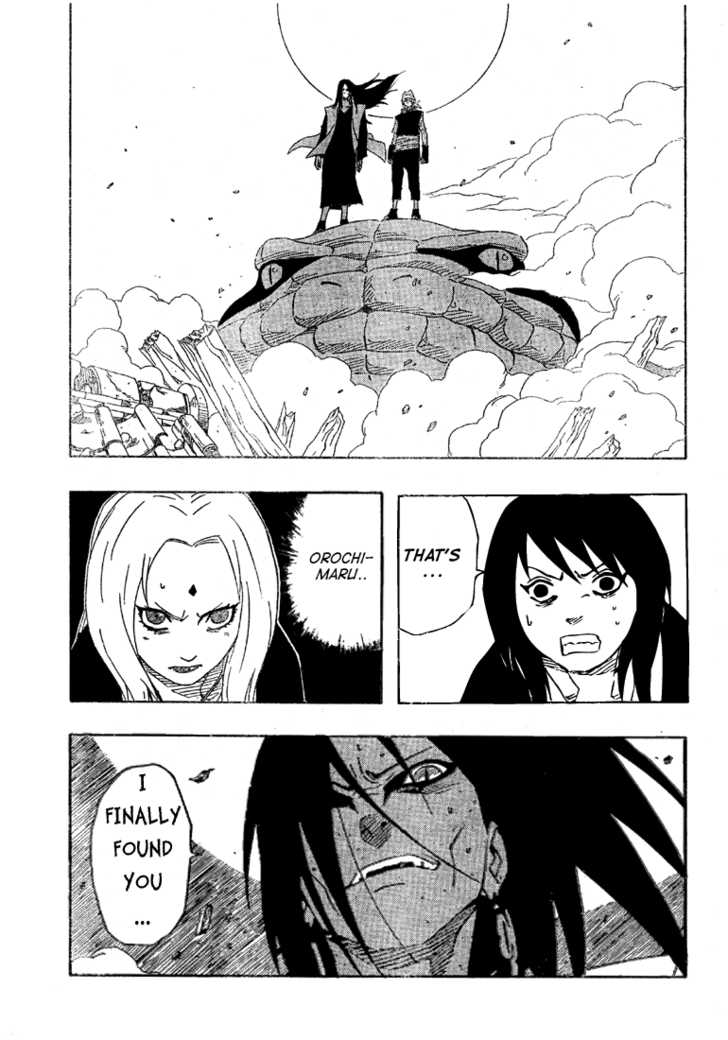 THAT'S
...
OROCHI-
MARU..
I
FINALLY
FOUND
YOU
...